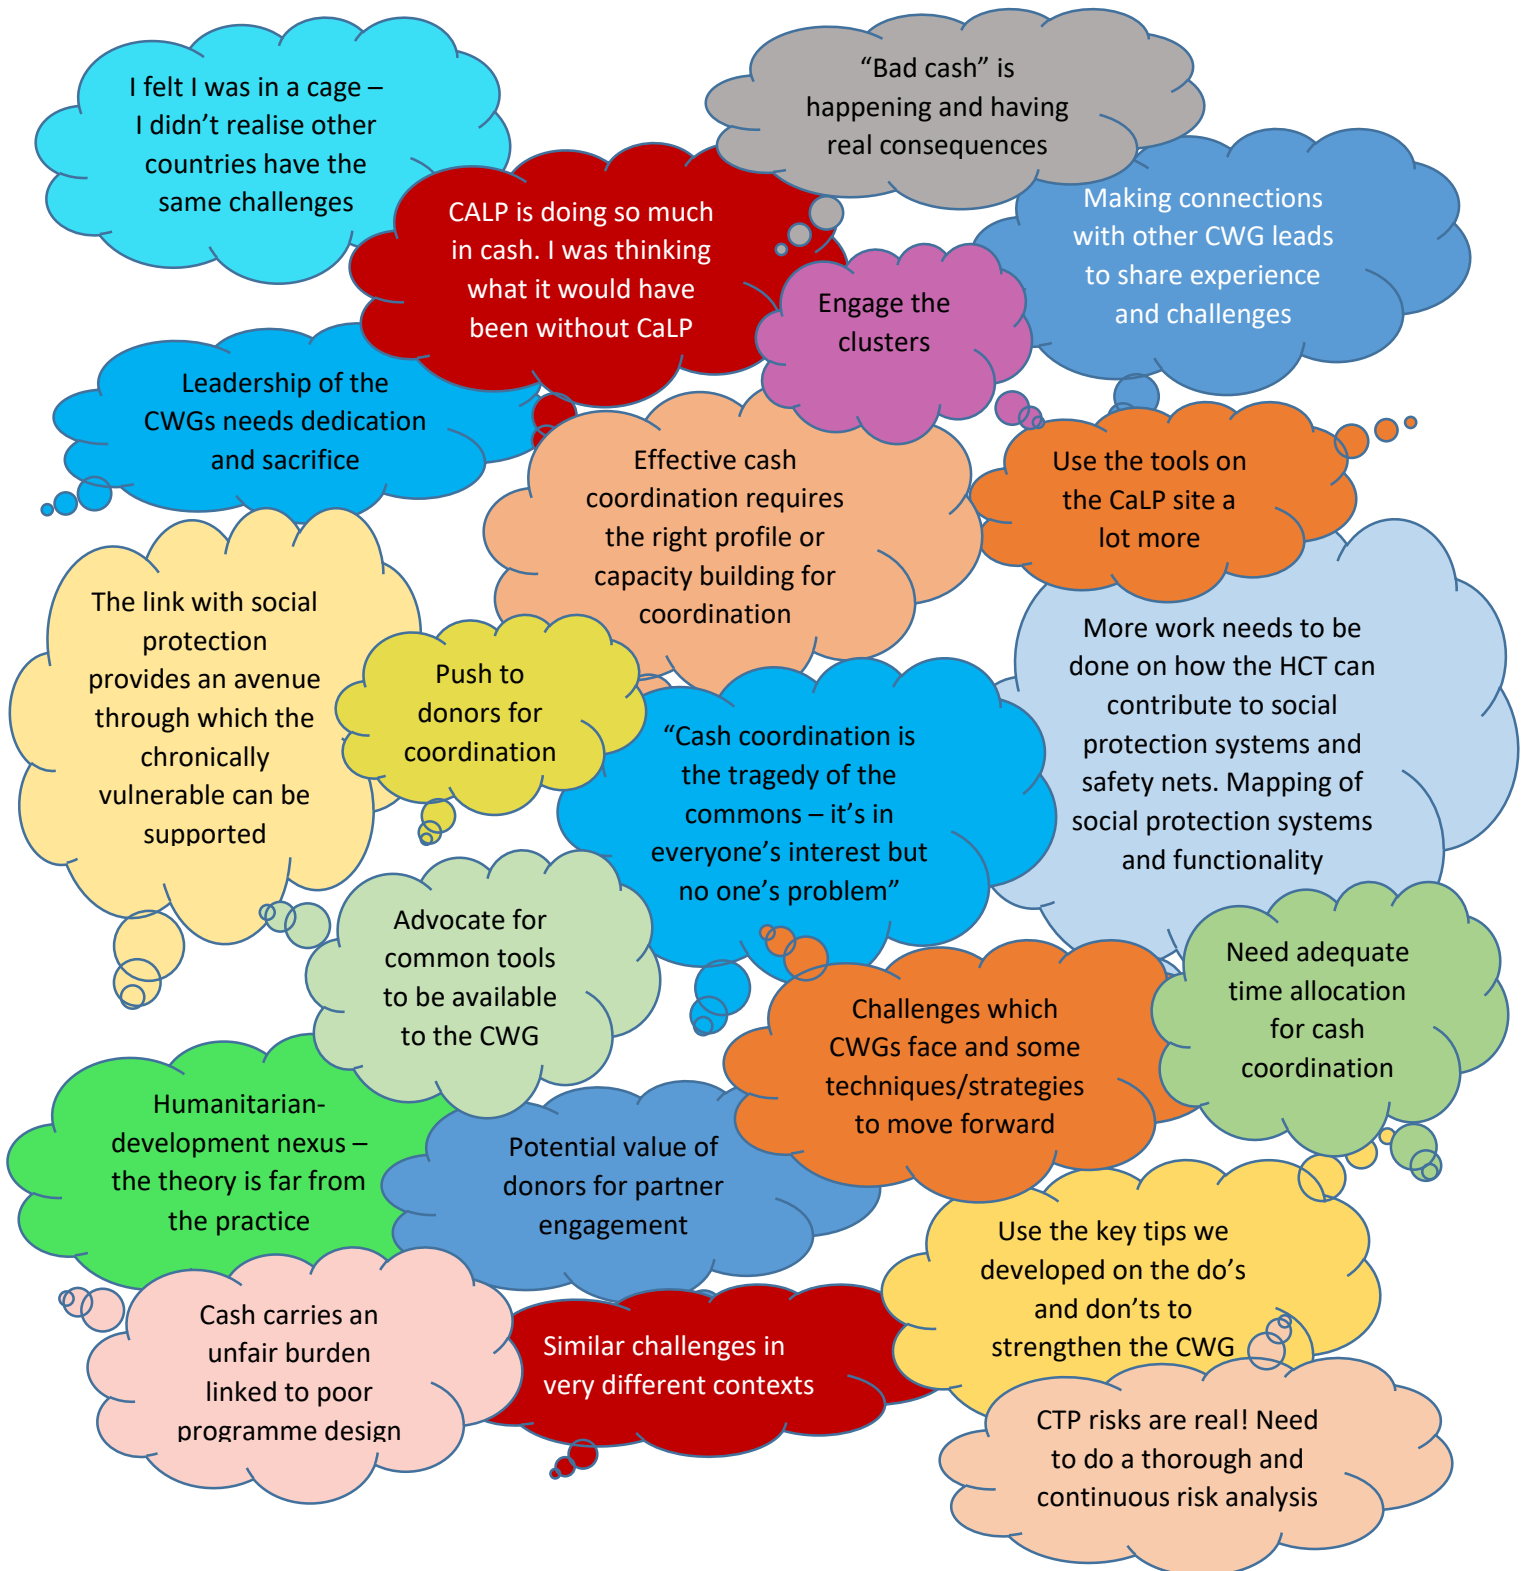 I felt I was in a cage –
I didn’t realise other
countries have the
same challenges
“Bad cash” is
happening and having
real consequences
CALP is doing so much
in cash. I was thinking
what it would have
been without CaLP
Making connections
with other CWG leads
to share experience
and challenges
Engage the
clusters
Leadership of the
CWGs needs dedication
and sacrifice
Effective cash
coordination requires
the right profile or
capacity building for
coordination
Use the tools on
the CaLP site a
lot more
The link with social
protection
provides an avenue
through which the
chronically
vulnerable can be
supported
Push to
donors for
coordination
“Cash coordination is
the tragedy of the
commons – it’s in
everyone’s interest but
no one’s problem”
More work needs to be
done on how the HCT can
contribute to social
protection systems and
safety nets. Mapping of
social protection systems
and functionality
Advocate for
common tools
to be available
to the CWG
Challenges which
CWGs face and some
techniques/strategies
to move forward
Need adequate
time allocation
for cash
coordination
Humanitarian-
development nexus –
the theory is far from
the practice
Potential value of
donors for partner
engagement
Use the key tips we
developed on the do’s
and don’ts to
strengthen the CWG
Cash carries an
unfair burden
linked to poor
programme design
Similar challenges in
very different contexts
CTP risks are real! Need
to do a thorough and
continuous risk analysis